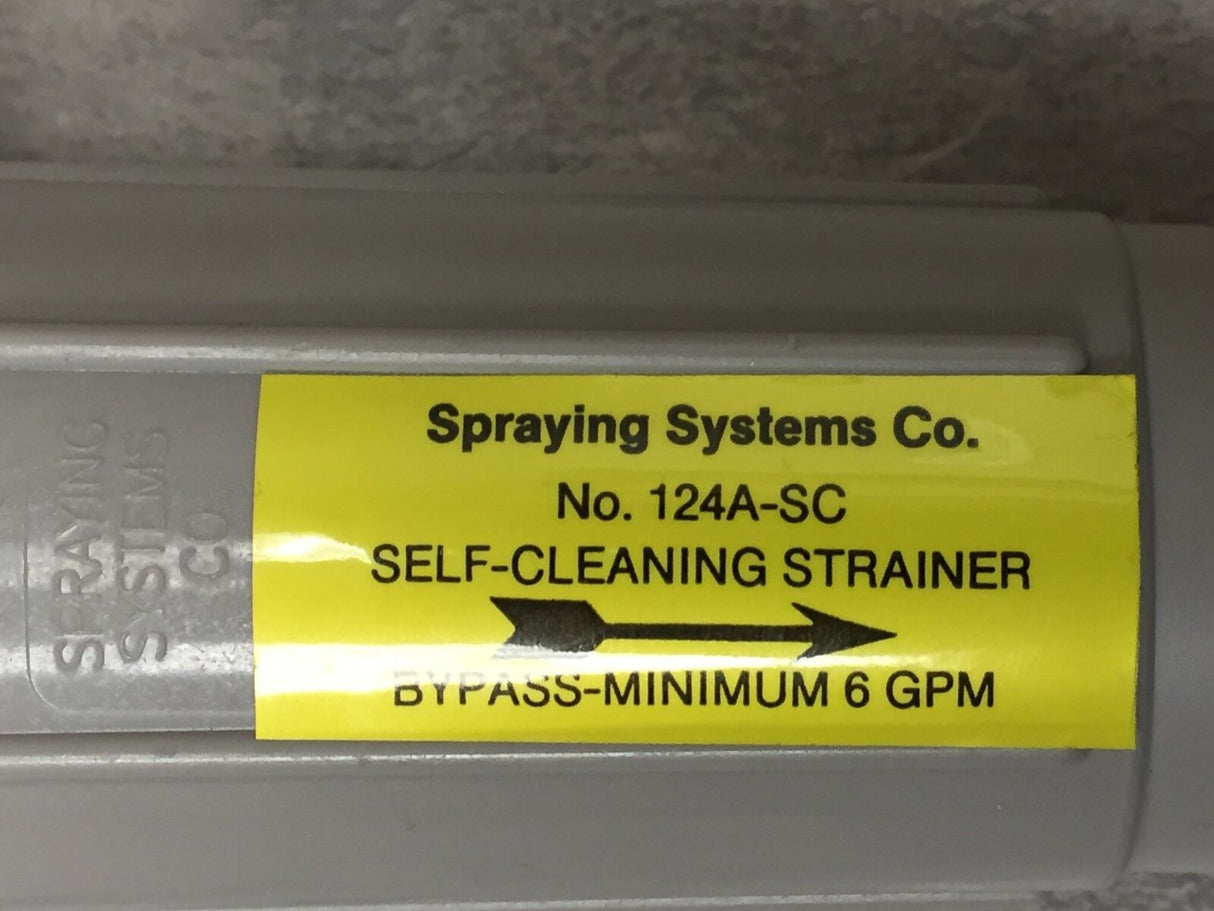 SPRAYING
SYSTEMS
CO
Spraying Systems Co.
No. 124A-SC
SELF-CLEANING STRAINER
BYPASS-MINIMUM 6 GPM